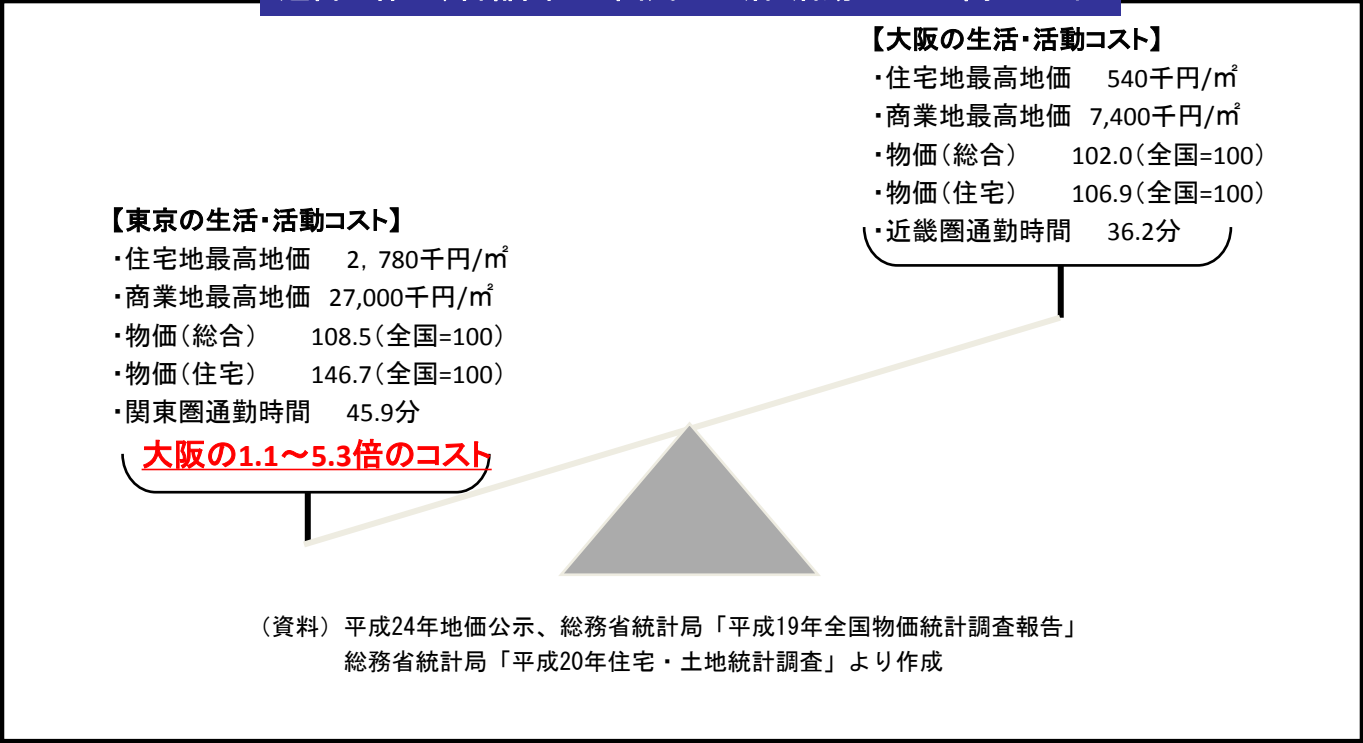 【大阪の生活・活動コスト】
・住宅地最高地価 540千円/㎡
・商業地最高地価 7,400千円/㎡
・物価(総合) 102.0(全国=100)
・物価(住宅) 106.9(全国=100)
・近畿圏通勤時間 36.2分
【東京の生活・活動コスト】
・住宅地最高地価 2，780千円/㎡
・商業地最高地価 27,000千円/㎡
・物価(総合) 108.5(全国=100)
・物価(住宅) 146.7(全国=100)
・関東圏通勤時間 45.9分
大阪の1.1～5.3倍のコスト
（資料）平成24年地価公示、総務省統計局「平成19年全国物価統計調査報告」
総務省統計局「平成20年住宅・土地統計調査」より作成